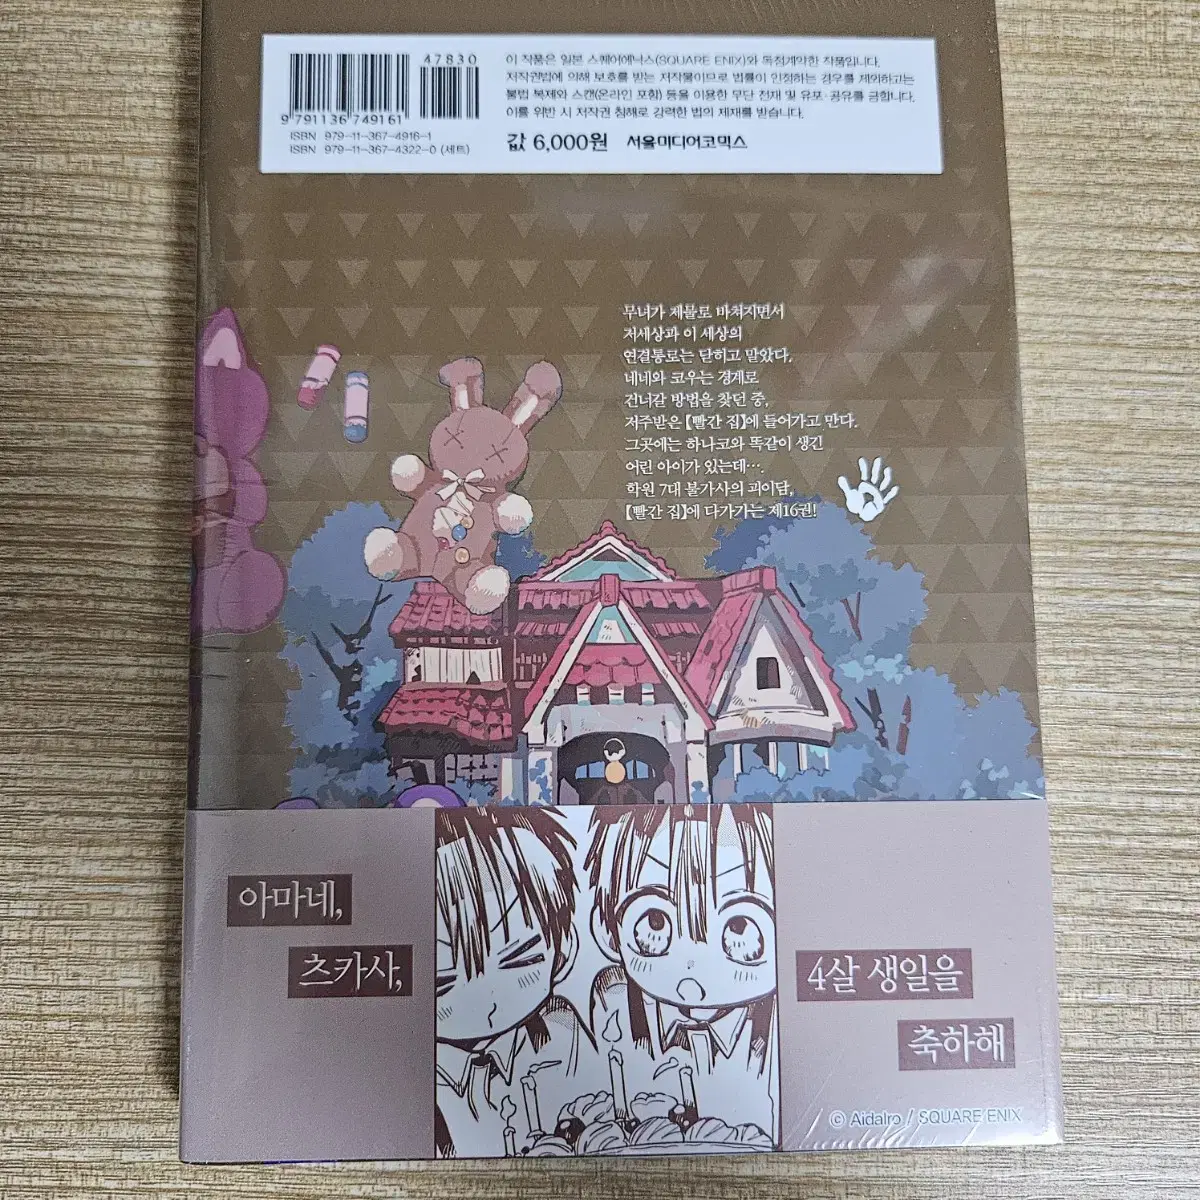 이 작품은 일본 스퀘어에닉스(SQUARE ENIX)와 독점계약한 작품입니다.
저작권법에 의해 보호를 받는 저작물이므로 법률이 인정하는 경우를 제외하고는
불법 복제와 스캔(온라인 포함) 등을 이용한 무단 전재 및 유포·공유를 금합니다.
이를 위반 시 저작권 침해로 강력한 법의 제재를 받습니다.
47830
9791136749161
ISBN 979-11-367-4916-1
ISBN 979-11-367-4322-0 (세트)
값 6,000원 서울미디어코믹스
무녀가 제물로 바쳐지면서
저세상과 이 세상의
연결통로는 닫히고 말았다.
네네와 코우는 경계로
건너갈 방법을 찾던 중,
저주받은 【빨간 집】에 들어가고 만다.
그곳에는 하나코와 똑같이 생긴
어린 아이가 있는데….
학원 7대 불가사의 괴이담,
【빨간 집】에 다가가는 제16권!
아마네,
츠카사,
4살 생일을
축하해
© AidaIro / SQUARE ENIX